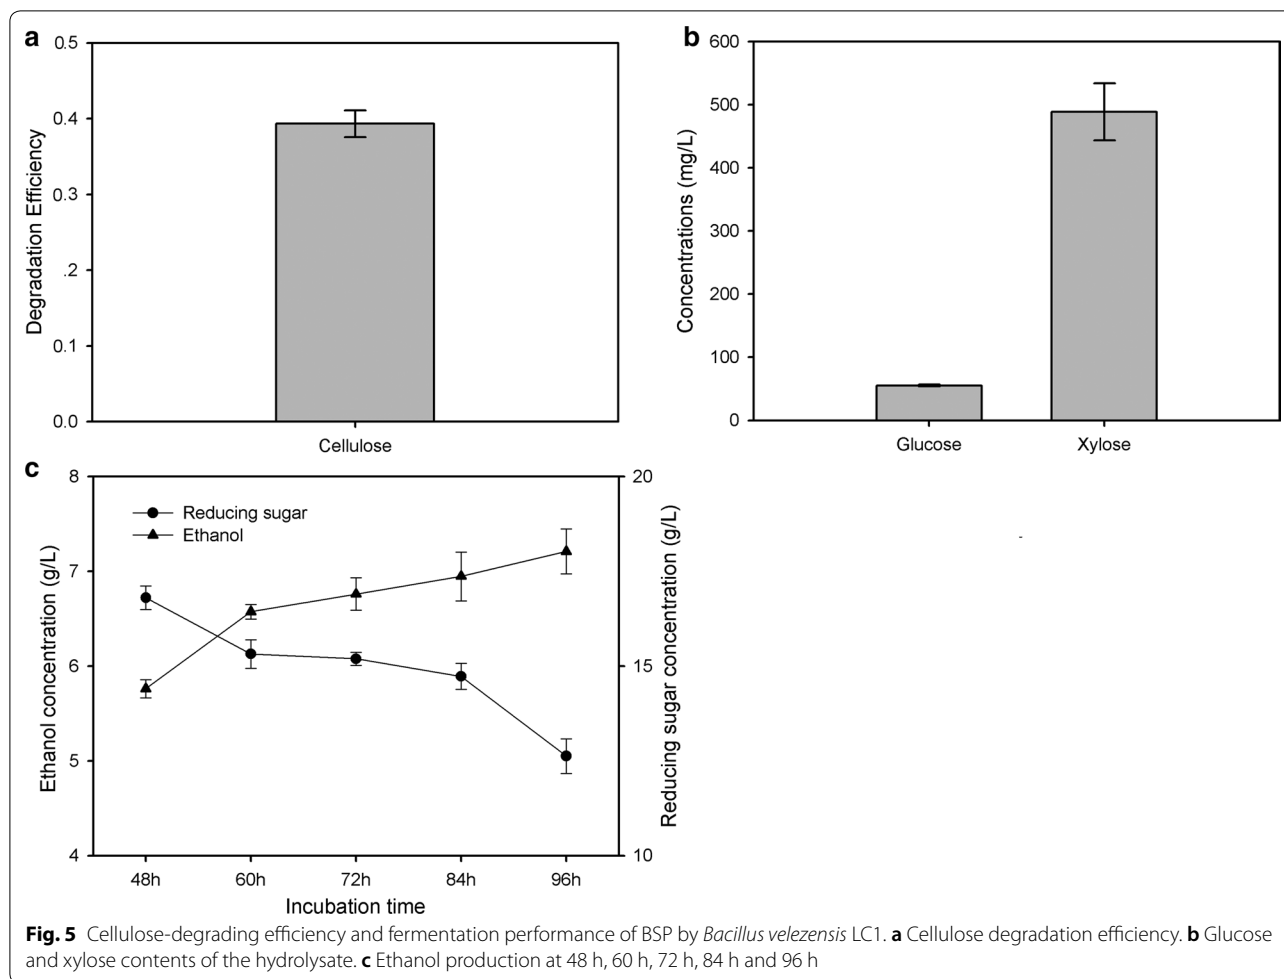 a
0.5
0.4
0.3
.2
0.1
0.0
Degradation Efficiency
Cellulose
b
600
500
400
300
200
100
0
Concentrations (mg/L)
Glucose
Xylose
c
8
7
6
5
4
Ethanol concentration (g/L)
Reducing sugar
Ethanol
20
15
10
Reducing sugar concentration (g/L)
48h
60h
72h
84h
96h
Incubation time
Fig. 5 Cellulose-degrading efficiency and fermentation performance of BSP by Bacillus velezensis LC1. a Cellulose degradation efficiency. b Glucose
and xylose contents of the hydrolysate. c Ethanol production at 48 h, 60 h, 72 h, 84 h and 96 h